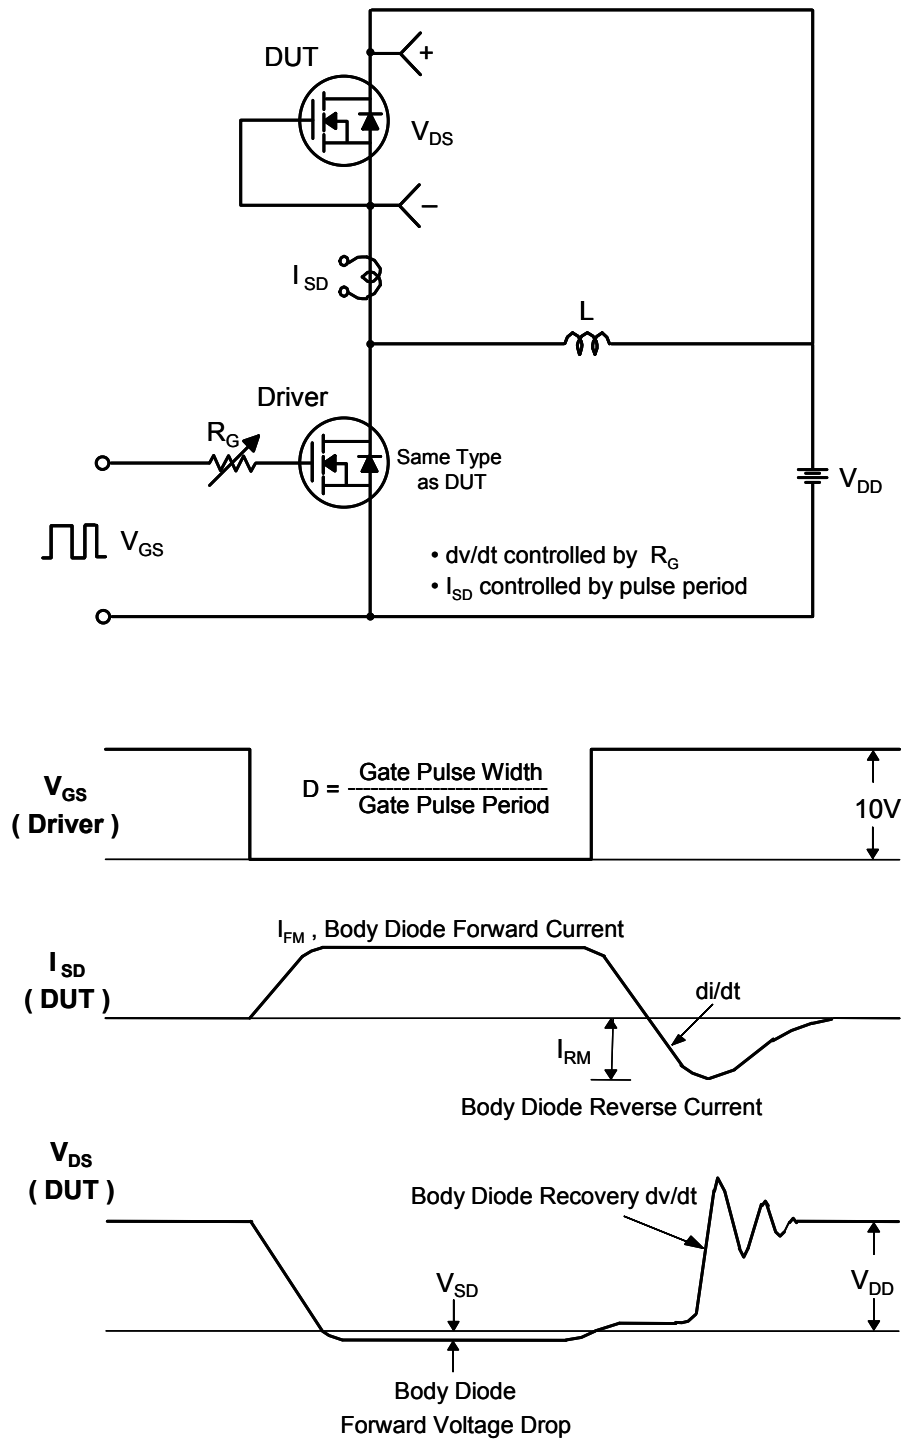 DUT
+
V_DS
–
I_SD
L
Driver
R_G
Same Type
as DUT
V_DD
V_GS
• dv/dt controlled by R_G
• I_SD controlled by pulse period
V_GS
( Driver )
D = Gate Pulse Width
Gate Pulse Period
10V
I_FM , Body Diode Forward Current
I_SD
( DUT )
di/dt
I_RM
Body Diode Reverse Current
V_DS
( DUT )
Body Diode Recovery dv/dt
V_SD
V_DD
Body Diode
Forward Voltage Drop